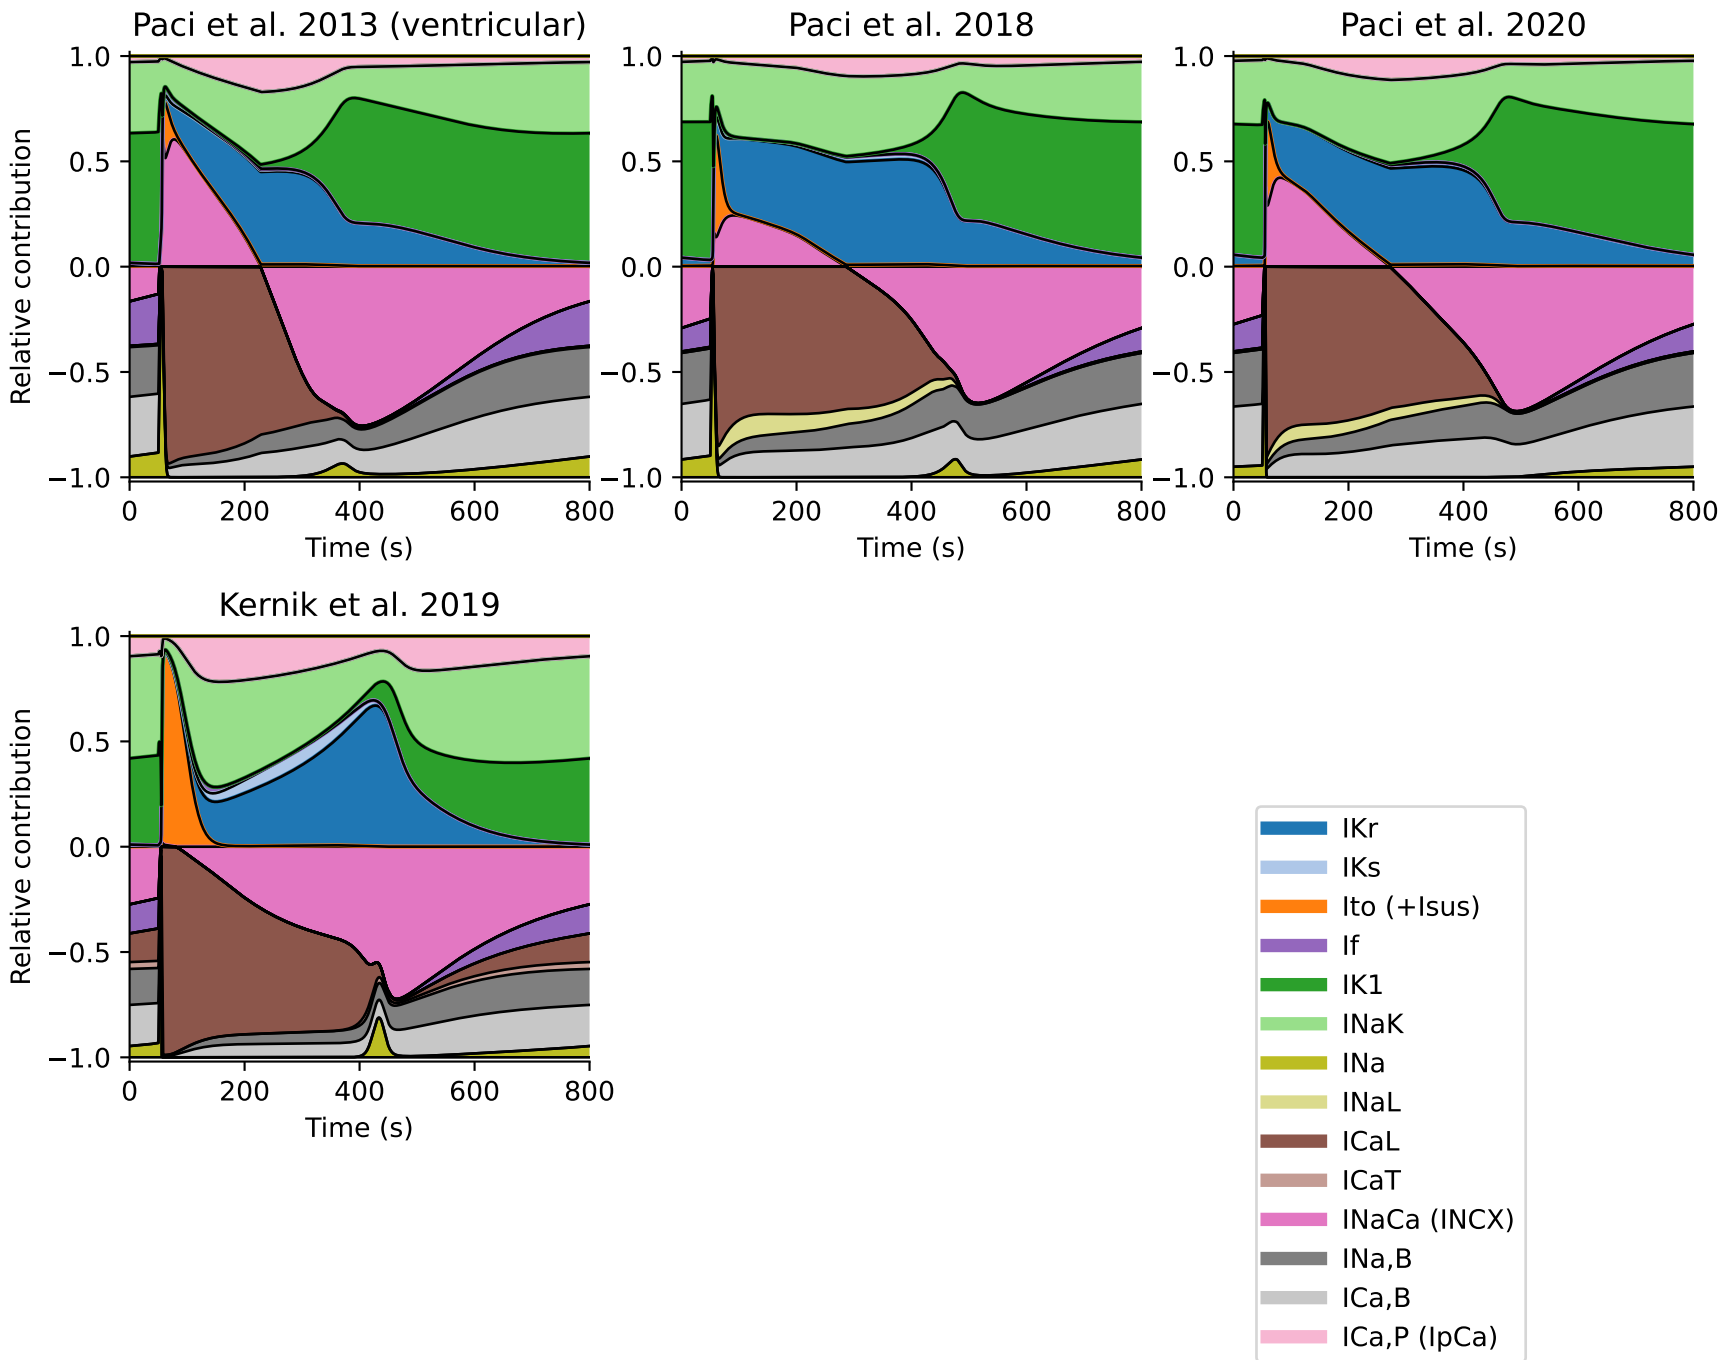 Paci et al. 2013 (ventricular)
Paci et al. 2018
Paci et al. 2020
Relative contribution
1.0
0.5
0.0
−0.5
−1.0
0 200 400 600 800
Time (s)
1.0
0.5
0.0
−0.5
−1.0
0 200 400 600 800
Time (s)
1.0
0.5
0.0
−0.5
−1.0
0 200 400 600 800
Time (s)
Kernik et al. 2019
Relative contribution
1.0
0.5
0.0
−0.5
−1.0
0 200 400 600 800
Time (s)
IKr
IKs
Ito (+Isus)
If
IK1
INaK
INa
INaL
ICaL
ICaT
INaCa (INCX)
INa,B
ICa,B
ICa,P (IpCa)